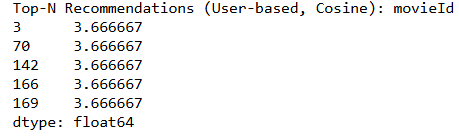 Top-N Recommendations (User-based, Cosine): movieId
3      3.666667
70     3.666667
142    3.666667
166    3.666667
169    3.666667
dtype: float64